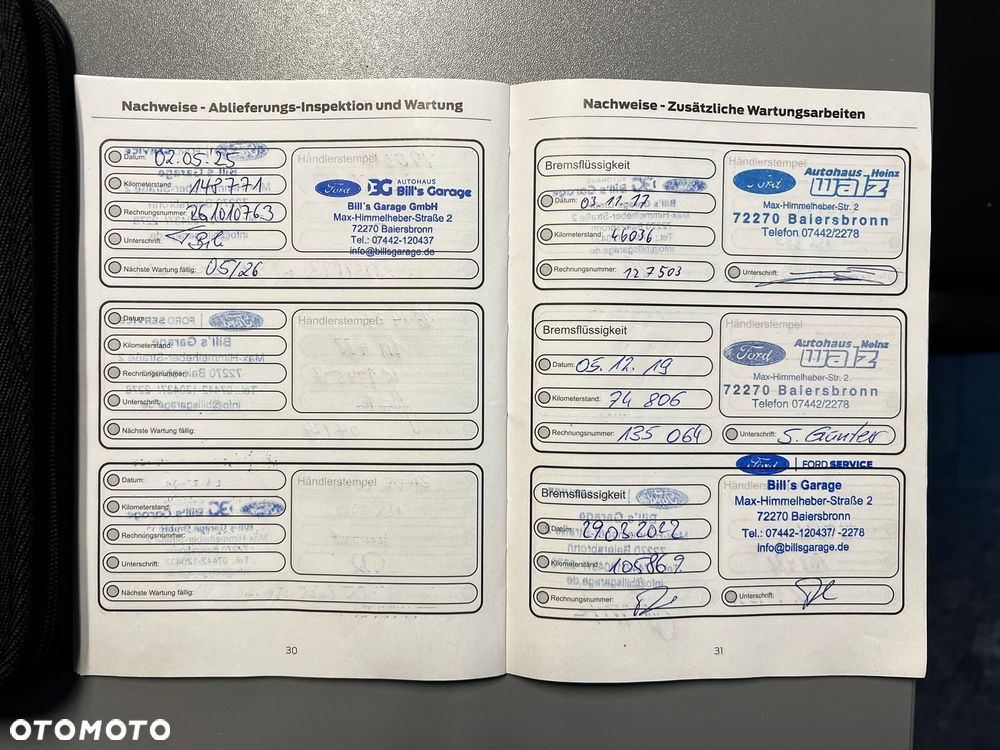 Nachweise - Ablieferungs-Inspektion und Wartung
Datum: 02.05.25
Kilometerstand: 142771
Rechnungsnummer: 261010763
Unterschrift:
Nächste Wartung fällig: 05/26
Händlerstempel
Ford BG AUTOHAUS
Bill's Garage
Bill's Garage GmbH
Max-Himmelheber-Straße 2
72270 Baiersbronn
Tel.: 07442-120437
info@billsgarage.de
Datum:
Kilometerstand:
Rechnungsnummer:
Unterschrift:
Nächste Wartung fällig:
Händlerstempel
Datum:
Kilometerstand:
Rechnungsnummer:
Unterschrift:
Nächste Wartung fällig:
Händlerstempel
30
Nachweise - Zusätzliche Wartungsarbeiten
Bremsflüssigkeit
Datum: 03.11.17
Kilometerstand: 46036
Rechnungsnummer: 127503
Händlerstempel
Ford Autohaus Heinz
walz
Max-Himmelheber-Str. 2
72270 Baiersbronn
Telefon 07442/2278
Unterschrift:
Bremsflüssigkeit
Datum: 05.12.19
Kilometerstand: 74 806
Rechnungsnummer: 135 064
Händlerstempel
Ford Autohaus Heinz
walz
Max-Himmelheber-Str. 2
72270 Baiersbronn
Telefon 07442/2278
Unterschrift: S. Günter
Bremsflüssigkeit
Datum: 29.03.2022
Kilometerstand: 105869
Rechnungsnummer:
Händlerstempel
Ford | FORD SERVICE
Bill's Garage
Max-Himmelheber-Straße 2
72270 Baiersbronn
Tel.: 07442-120437/ -2278
info@billsgarage.de
Unterschrift:
31
OTOMOTO